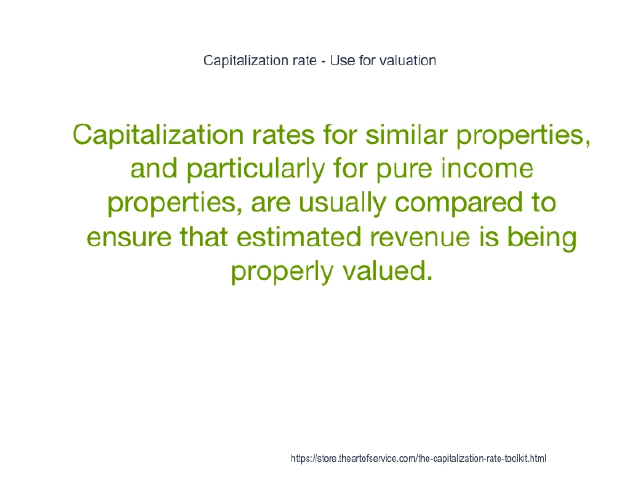 Capitalization rate - Use for valuation
Capitalization rates for similar properties,
and particularly for pure income
properties, are usually compared to
ensure that estimated revenue is being
properly valued.
https://store.theartofservice.com/the-capitalization-rate-toolkit.html